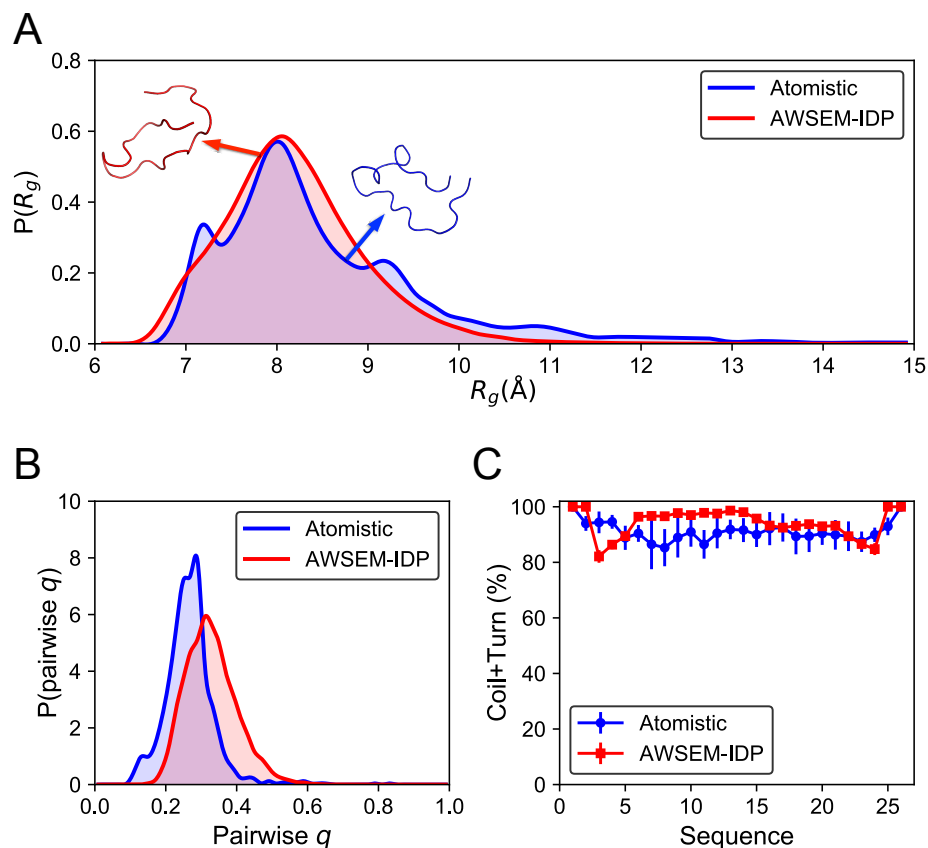 A
0.8
0.6
0.4
0.2
0.0
P(Rg)
Atomistic
AWSEM-IDP
6 7 8 9 10 11 12 13 14 15
Rg(Å)
B
10
8
6
4
2
0
P(pairwise q)
Atomistic
AWSEM-IDP
0.0 0.2 0.4 0.6 0.8 1.0
Pairwise q
C
100
80
60
40
20
0
Coil+Turn (%)
Atomistic
AWSEM-IDP
0 5 10 15 20 25
Sequence